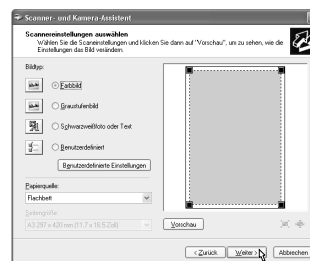 Scanner- und Kamera-Assistent
Scannereinstellungen auswählen
Wählen Sie die Scaneinstellungen und klicken Sie dann auf "Vorschau", um zu sehen, wie die
Einstellungen das Bild verändern.
Bildtyp:
Farbbild
Graustufenbild
Schwarzweißfoto oder Text
Benutzerdefiniert
Benutzerdefinierte Einstellungen
Papierquelle:
Flachbett
Seitengröße:
A3 297 x 420 mm (11.7 x 16.5 Zoll)
Vorschau
< Zurück
Weiter >
Abbrechen